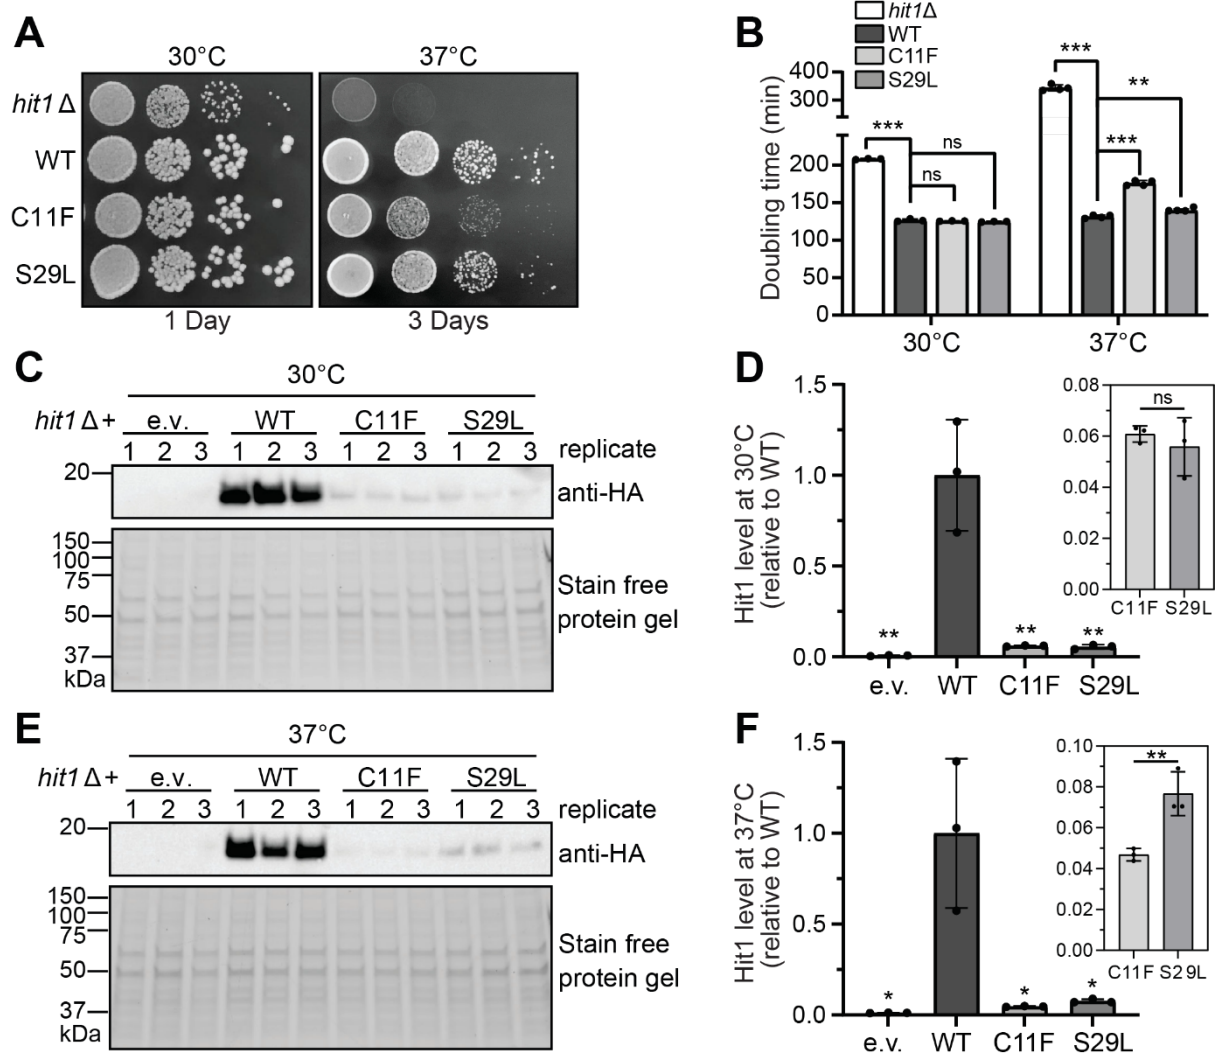 A
30°C
37°C
hit1Δ
WT
C11F
S29L
1 Day
3 Days
B
hit1Δ
WT
C11F
S29L
Doubling time (min)
400
300
200
150
100
50
0
***
ns
ns
***
**
***
30°C
37°C
C
30°C
hit1Δ+
e.v.
WT
C11F
S29L
1 2 3 1 2 3 1 2 3 1 2 3 replicate
20
anti-HA
150
100
75
50
37
kDa
Stain free
protein gel
D
Hit1 level at 30°C
(relative to WT)
1.5
1.0
0.5
0.0
**
**
**
e.v.
WT
C11F
S29L
0.08
0.06
0.04
0.02
0.00
ns
C11F
S29L
E
37°C
hit1Δ+
e.v.
WT
C11F
S29L
1 2 3 1 2 3 1 2 3 1 2 3 replicate
20
anti-HA
150
100
75
50
37
kDa
Stain free
protein gel
F
Hit1 level at 37°C
(relative to WT)
1.5
1.0
0.5
0.0
*
*
*
e.v.
WT
C11F
S29L
0.10
0.08
0.06
0.04
0.02
0.00
**
C11F
S29L